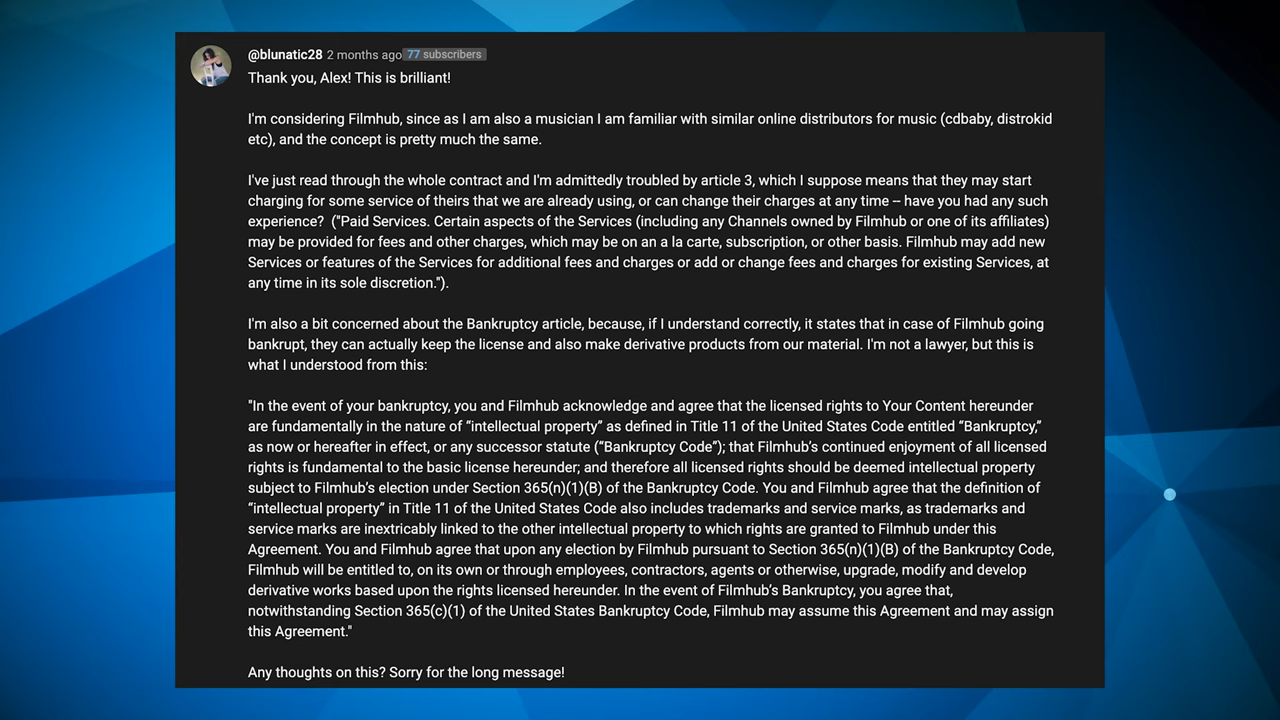 @blunatic28 2 months ago 77 subscribers
Thank you, Alex! This is brilliant!
I'm considering Filmhub, since as I am also a musician I am familiar with similar online distributors for music (cdbaby, distrokid
etc), and the concept is pretty much the same.
I've just read through the whole contract and I'm admittedly troubled by article 3, which I suppose means that they may start
charging for some service of theirs that we are already using, or can change their charges at any time -- have you had any such
experience?  ("Paid Services. Certain aspects of the Services (including any Channels owned by Filmhub or one of its affiliates)
may be provided for fees and other charges, which may be on an a la carte, subscription, or other basis. Filmhub may add new
Services or features of the Services for additional fees and charges or add or change fees and charges for existing Services, at
any time in its sole discretion.").
I'm also a bit concerned about the Bankruptcy article, because, if I understand correctly, it states that in case of Filmhub going
bankrupt, they can actually keep the license and also make derivative products from our material. I'm not a lawyer, but this is
what I understood from this:
"In the event of your bankruptcy, you and Filmhub acknowledge and agree that the licensed rights to Your Content hereunder
are fundamentally in the nature of “intellectual property” as defined in Title 11 of the United States Code entitled “Bankruptcy,”
as now or hereafter in effect, or any successor statute (“Bankruptcy Code”); that Filmhub’s continued enjoyment of all licensed
rights is fundamental to the basic license hereunder; and therefore all licensed rights should be deemed intellectual property
subject to Filmhub’s election under Section 365(n)(1)(B) of the Bankruptcy Code. You and Filmhub agree that the definition of
“intellectual property” in Title 11 of the United States Code also includes trademarks and service marks, as trademarks and
service marks are inextricably linked to the other intellectual property to which rights are granted to Filmhub under this
Agreement. You and Filmhub agree that upon any election by Filmhub pursuant to Section 365(n)(1)(B) of the Bankruptcy Code,
Filmhub will be entitled to, on its own or through employees, contractors, agents or otherwise, upgrade, modify and develop
derivative works based upon the rights licensed hereunder. In the event of Filmhub’s Bankruptcy, you agree that,
notwithstanding Section 365(c)(1) of the United States Bankruptcy Code, Filmhub may assume this Agreement and may assign
this Agreement."
Any thoughts on this? Sorry for the long message!